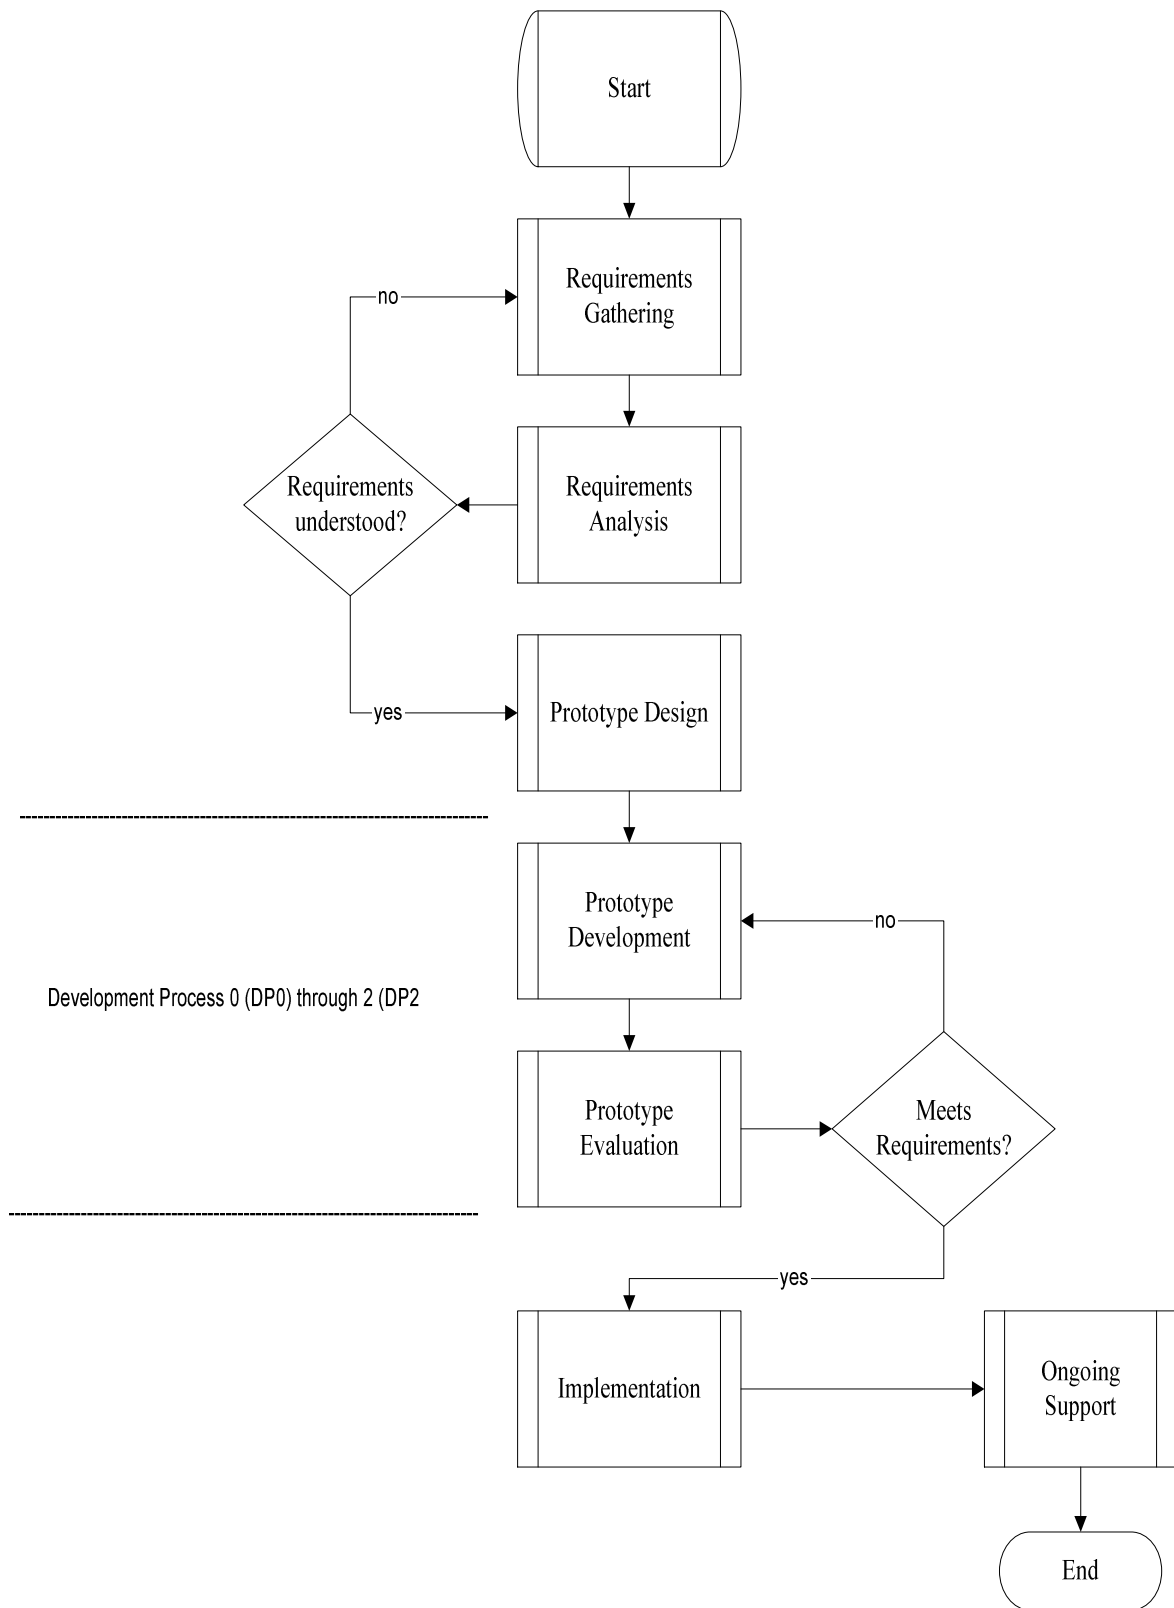 Start
Requirements
Gathering
no
Requirements
understood?
Requirements
Analysis
yes
Prototype Design
Prototype
Development
no
Development Process 0 (DP0) through 2 (DP2
Prototype
Evaluation
Meets
Requirements?
yes
Implementation
Ongoing
Support
End